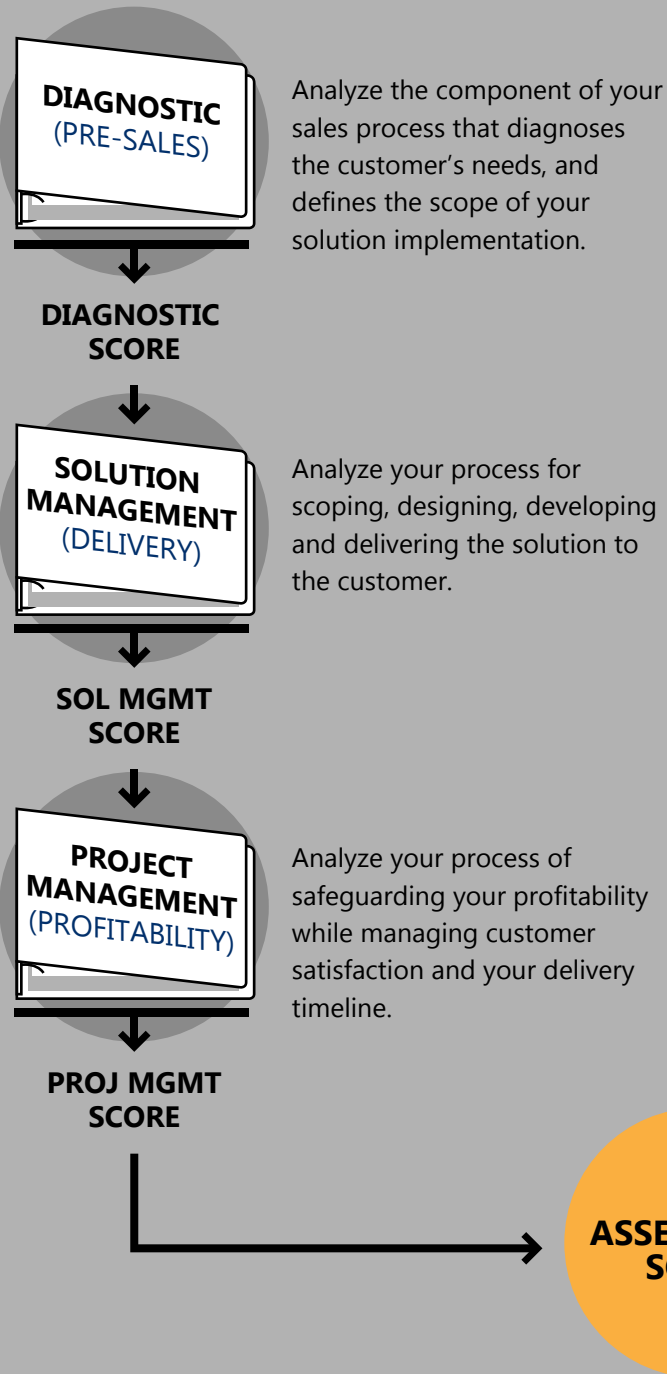 DIAGNOSTIC
(PRE-SALES)
Analyze the component of your
sales process that diagnoses
the customer’s needs, and
defines the scope of your
solution implementation.
DIAGNOSTIC
SCORE
SOLUTION
MANAGEMENT
(DELIVERY)
Analyze your process for
scoping, designing, developing
and delivering the solution to
the customer.
SOL MGMT
SCORE
PROJECT
MANAGEMENT
(PROFITABILITY)
Analyze your process of
safeguarding your profitability
while managing customer
satisfaction and your delivery
timeline.
PROJ MGMT
SCORE